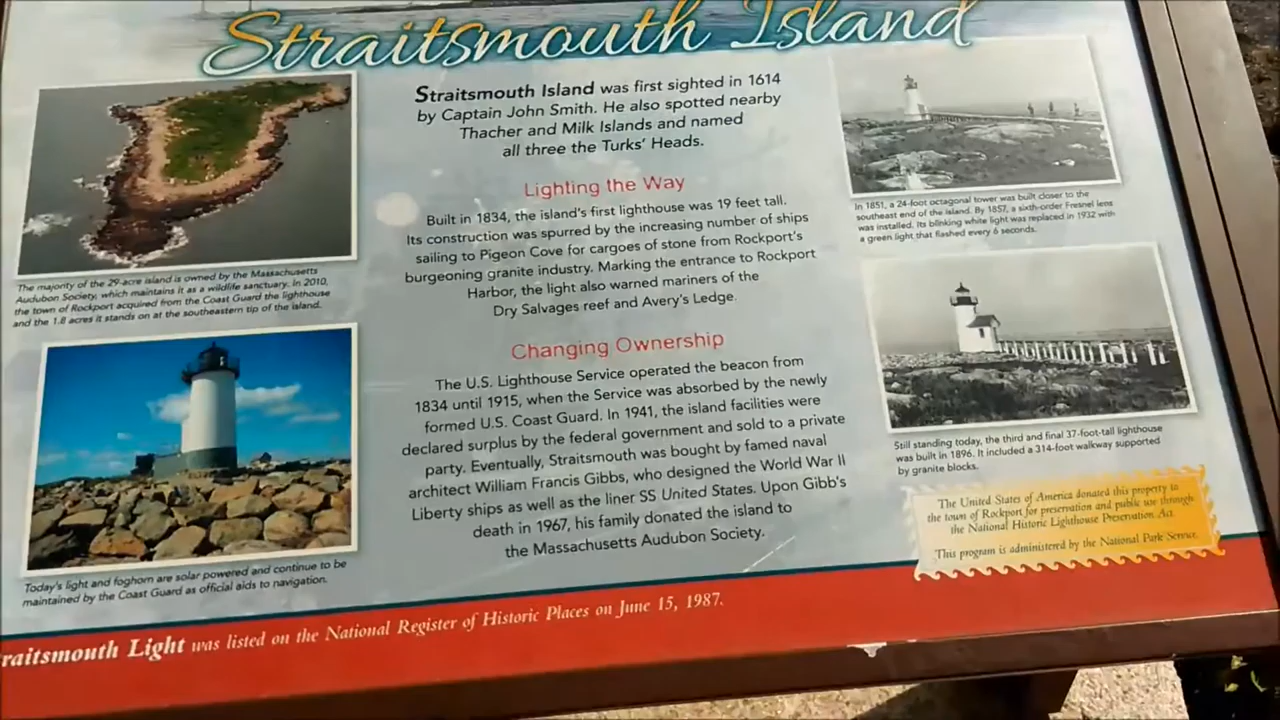 Straitsmouth Island
Straitsmouth Island was first sighted in 1614
by Captain John Smith. He also spotted nearby
Thacher and Milk Islands and named
all three the Turks' Heads.
Lighting the Way
Built in 1834, the island's first lighthouse was 19 feet tall.
Its construction was spurred by the increasing number of ships
sailing to Pigeon Cove for cargoes of stone from Rockport's
burgeoning granite industry. Marking the entrance to Rockport
Harbor, the light also warned mariners of the
Dry Salvages reef and Avery's Ledge.
Changing Ownership
The U.S. Lighthouse Service operated the beacon from
1834 until 1915, when the Service was absorbed by the newly
formed U.S. Coast Guard. In 1941, the island facilities were
declared surplus by the federal government and sold to a private
party. Eventually, Straitsmouth was bought by famed naval
architect William Francis Gibbs, who designed the World War II
Liberty ships as well as the liner SS United States. Upon Gibb's
death in 1967, his family donated the island to
the Massachusetts Audubon Society.
The majority of the 29-acre island is owned by the Massachusetts
Audubon Society, which maintains it as a wildlife sanctuary. In 2010,
the town of Rockport acquired from the Coast Guard the lighthouse
and the 1.8 acres it stands on at the southeastern tip of the island.
Today's light and foghorn are solar powered and continue to be
maintained by the Coast Guard as official aids to navigation.
In 1851, a 24-foot octagonal tower was built closer to the
southeast end of the island. By 1857, a sixth-order Fresnel lens
was installed. Its blinking white light was replaced in 1932 with
a green light that flashed every 6 seconds.
Still standing today, the third and final 37-foot-tall lighthouse
was built in 1896. It included a 314-foot walkway supported
by granite blocks.
The United States of America donated this property to
the town of Rockport for preservation and public use through
the National Historic Lighthouse Preservation Act.
This program is administered by the National Park Service.
raitsmouth Light was listed on the National Register of Historic Places on June 15, 1987.